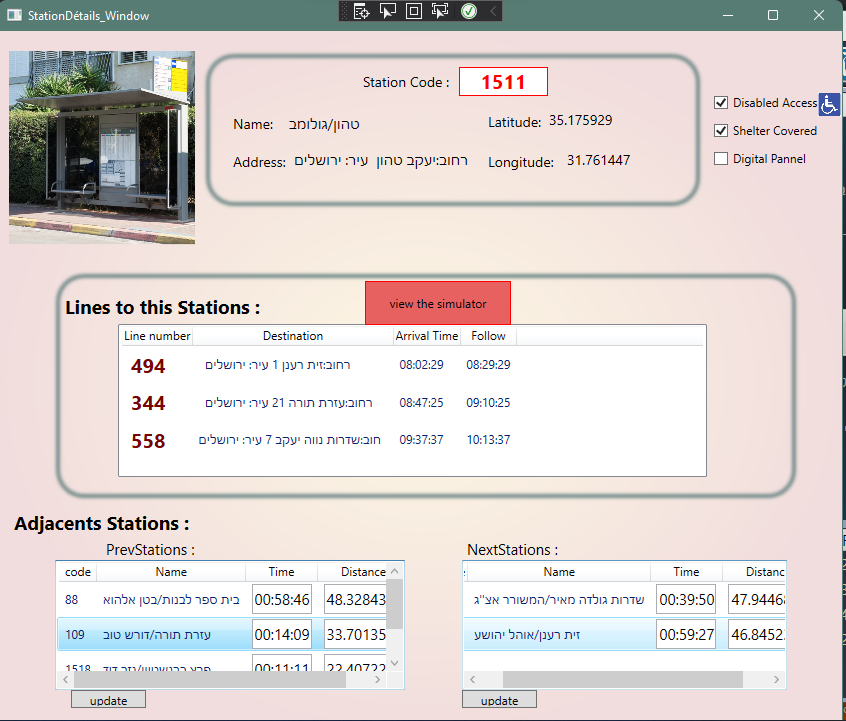 StationDétails_Window
Station Code : 1511
Name: טהון/גולומב Latitude: 35.175929
Address: רחוב:יעקב טהון עיר: ירושלים Longitude: 31.761447
Disabled Access
Shelter Covered
Digital Pannel
Lines to this Stations :
view the simulator
Line number Destination Arrival Time Follow
494 רחוב:זית רענן 1 עיר: ירושלים 08:02:29 08:29:29
344 רחוב:עזרת תורה 21 עיר: ירושלים 08:47:25 09:10:25
558 חוב:שדרות נווה יעקב 7 עיר: ירושלים 09:37:37 10:13:37
Adjacents Stations :
PrevStations :
code Name Time Distance
88 בית ספר לבנות/בטן אלהוא 00:58:46 48.32843
109 עזרת תורה/דורש טוב 00:14:09 33.70135
1518 00:11:11 22.40722
update
NextStations :
Name Time Distanc
שדרות גולדה מאיר/המשורר אצ"ג 00:39:50 47.9446
זית רענן/אוהל יהושע 00:59:27 46.8452
update